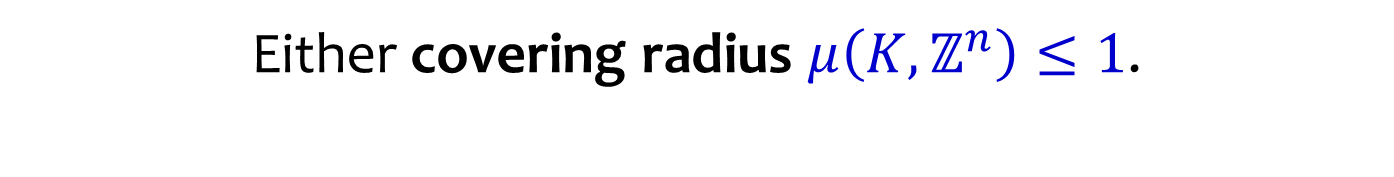 Either covering radius μ(K, ℤⁿ) ≤ 1.